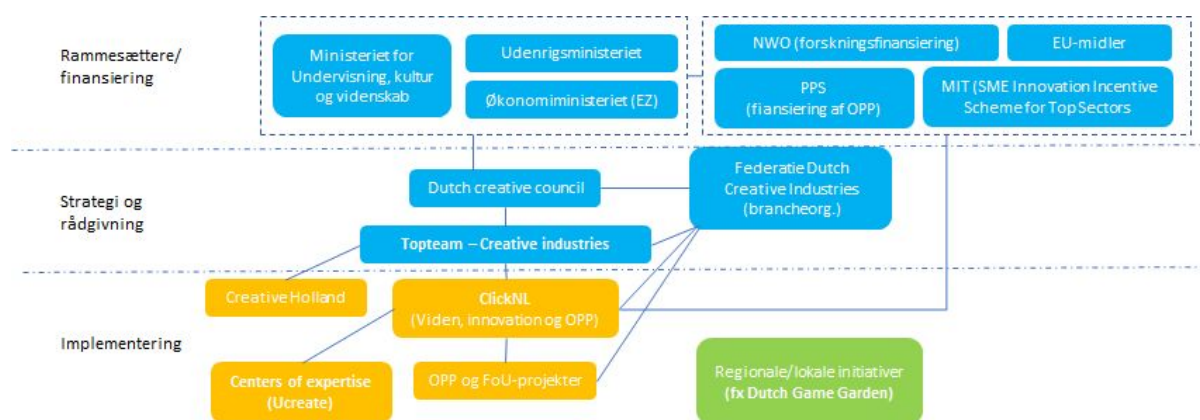 Rammesættere/
finansiering
Ministeriet for
Undervisning, kultur
og videnskab
Udenrigsministeriet
Økonomiministeriet (EZ)
NWO (forskningsfinansiering)
EU-midler
PPS
(fiansiering af OPP)
MIT (SME Innovation Incentive
Scheme for Top Sectors
Strategi og
rådgivning
Dutch creative council
Federatie Dutch
Creative Industries
(brancheorg.)
Topteam – Creative industries
Implementering
Creative Holland
ClickNL
(Viden, innovation og OPP)
Centers of expertise
(Ucreate)
OPP og FoU-projekter
Regionale/lokale initiativer
(fx Dutch Game Garden)